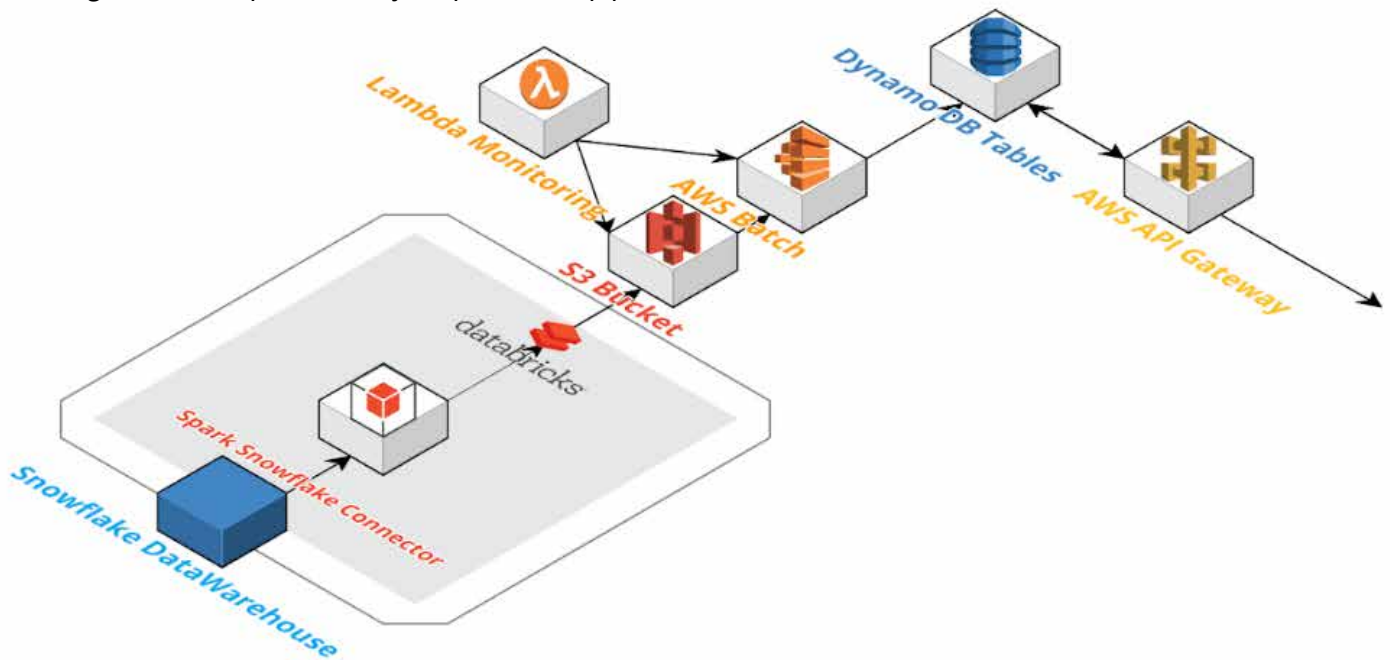 Dynamo DB Tables
Lambda Monitoring
AWS Batch
AWS API Gateway
S3 Bucket
databricks
Spark Snowflake Connector
Snowflake DataWarehouse